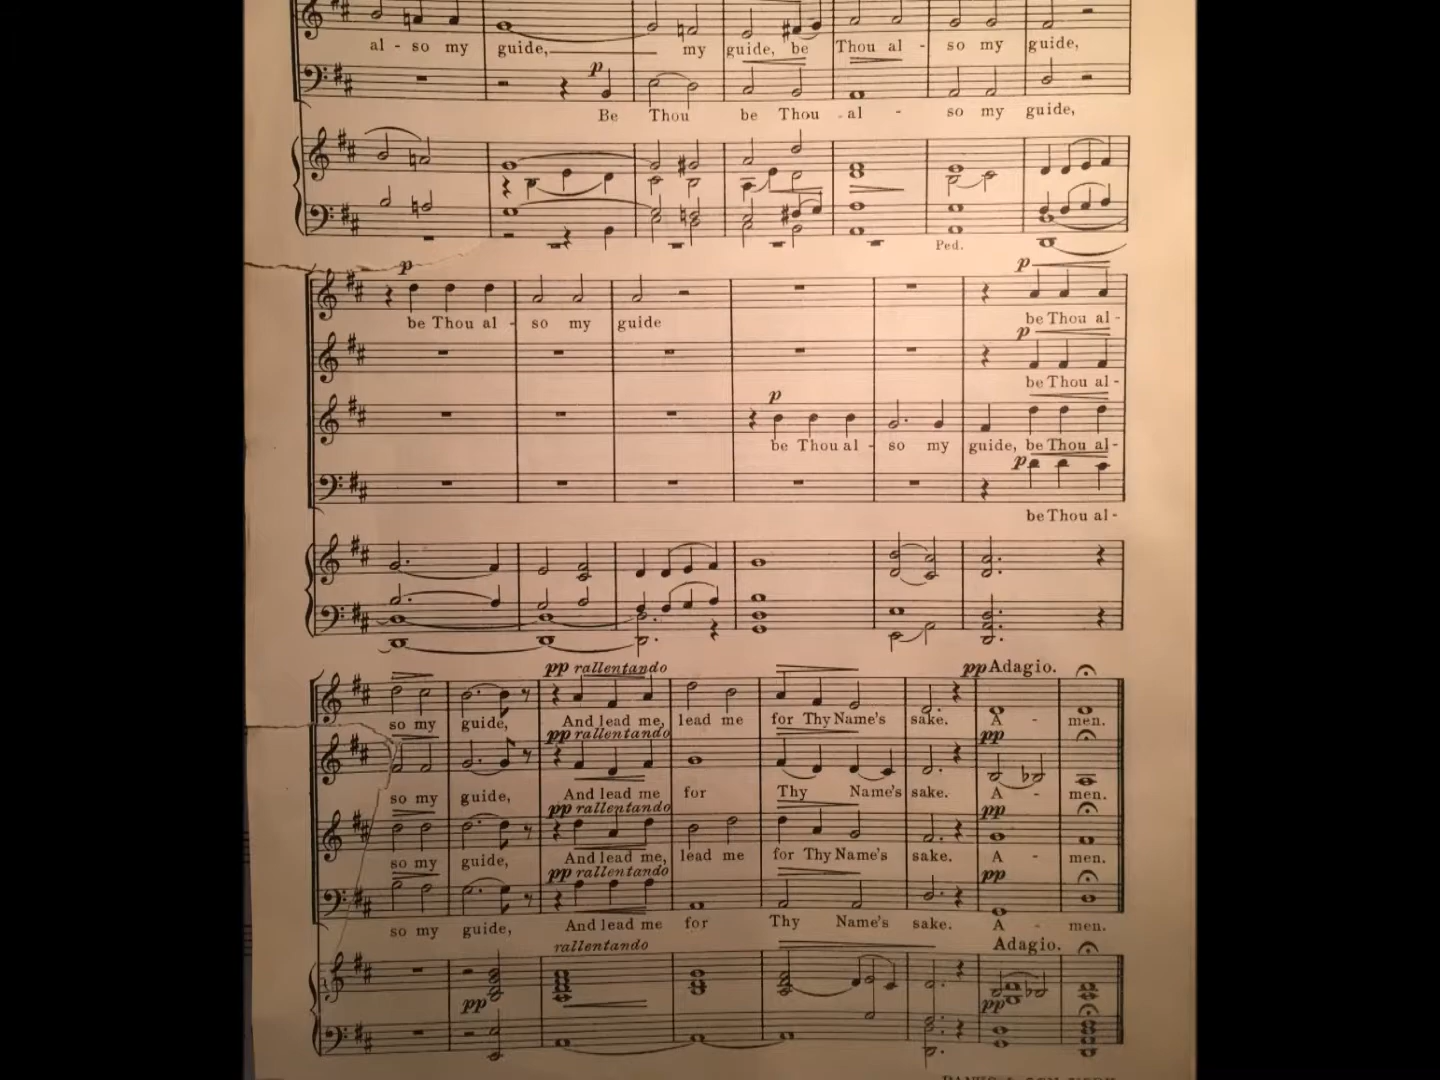 al - so my guide, my guide, be Thou al - so my guide,
p
Be Thou be Thou al - so my guide,
Ped.
p
p
be Thou al - so my guide be Thou al -
p
be Thou al -
p
be Thou al - so my guide, be Thou al -
p
be Thou al -
pp rallentando pp Adagio.
so my guide, And lead me, lead me for Thy Name's sake. A - men.
pp rallentando pp
so my guide, And lead me for Thy Name's sake. A - men.
pp rallentando pp
so my guide, And lead me, lead me for Thy Name's sake. A - men.
pp rallentando pp
so my guide, And lead me for Thy Name's sake. A - men.
rallentando Adagio.
pp pp